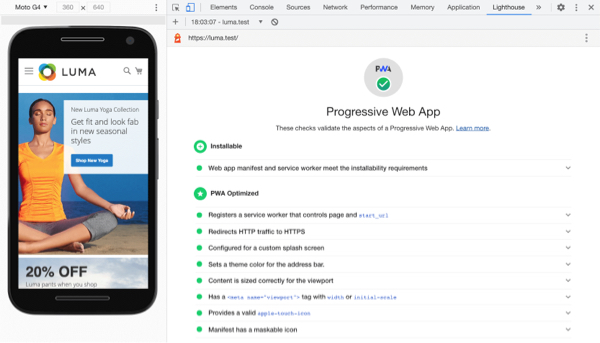 Moto G4 ▼ 360 × 640
Elements Console Sources Network Performance Memory Application Lighthouse »
+ 18:03:07 - luma.test ▼
https://luma.test/
LUMA
New Luma Yoga Collection
Get fit and look fab
in new seasonal
styles
Shop New Yoga
20% OFF
Luma pants when you shop
PWA
Progressive Web App
These checks validate the aspects of a Progressive Web App. Learn more.
Installable
Web app manifest and service worker meet the installability requirements
PWA Optimized
Registers a service worker that controls page and start_url
Redirects HTTP traffic to HTTPS
Configured for a custom splash screen
Sets a theme color for the address bar.
Content is sized correctly for the viewport
Has a <meta name="viewport"> tag with width or initial-scale
Provides a valid apple-touch-icon
Manifest has a maskable icon